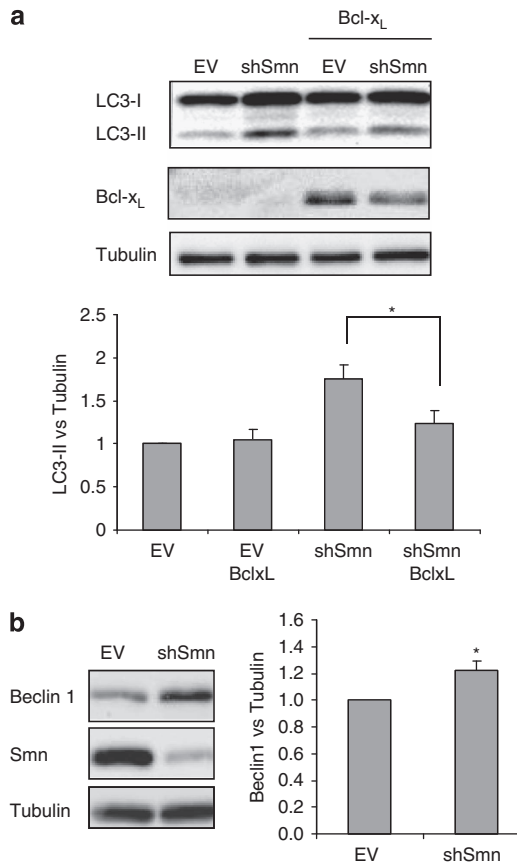 a
Bcl-xL
EV shSmn EV shSmn
LC3-I
LC3-II
Bcl-xL
Tubulin
LC3-II vs Tubulin
2.5
2
1.5
1
0.5
0
*
EV EV shSmn shSmn
BclxL BclxL
b
EV shSmn
Beclin 1
Smn
Tubulin
Beclin1 vs Tubulin
1.6
1.4
1.2
1.0
0.8
0.6
0.4
0.2
0.0
*
EV shSmn